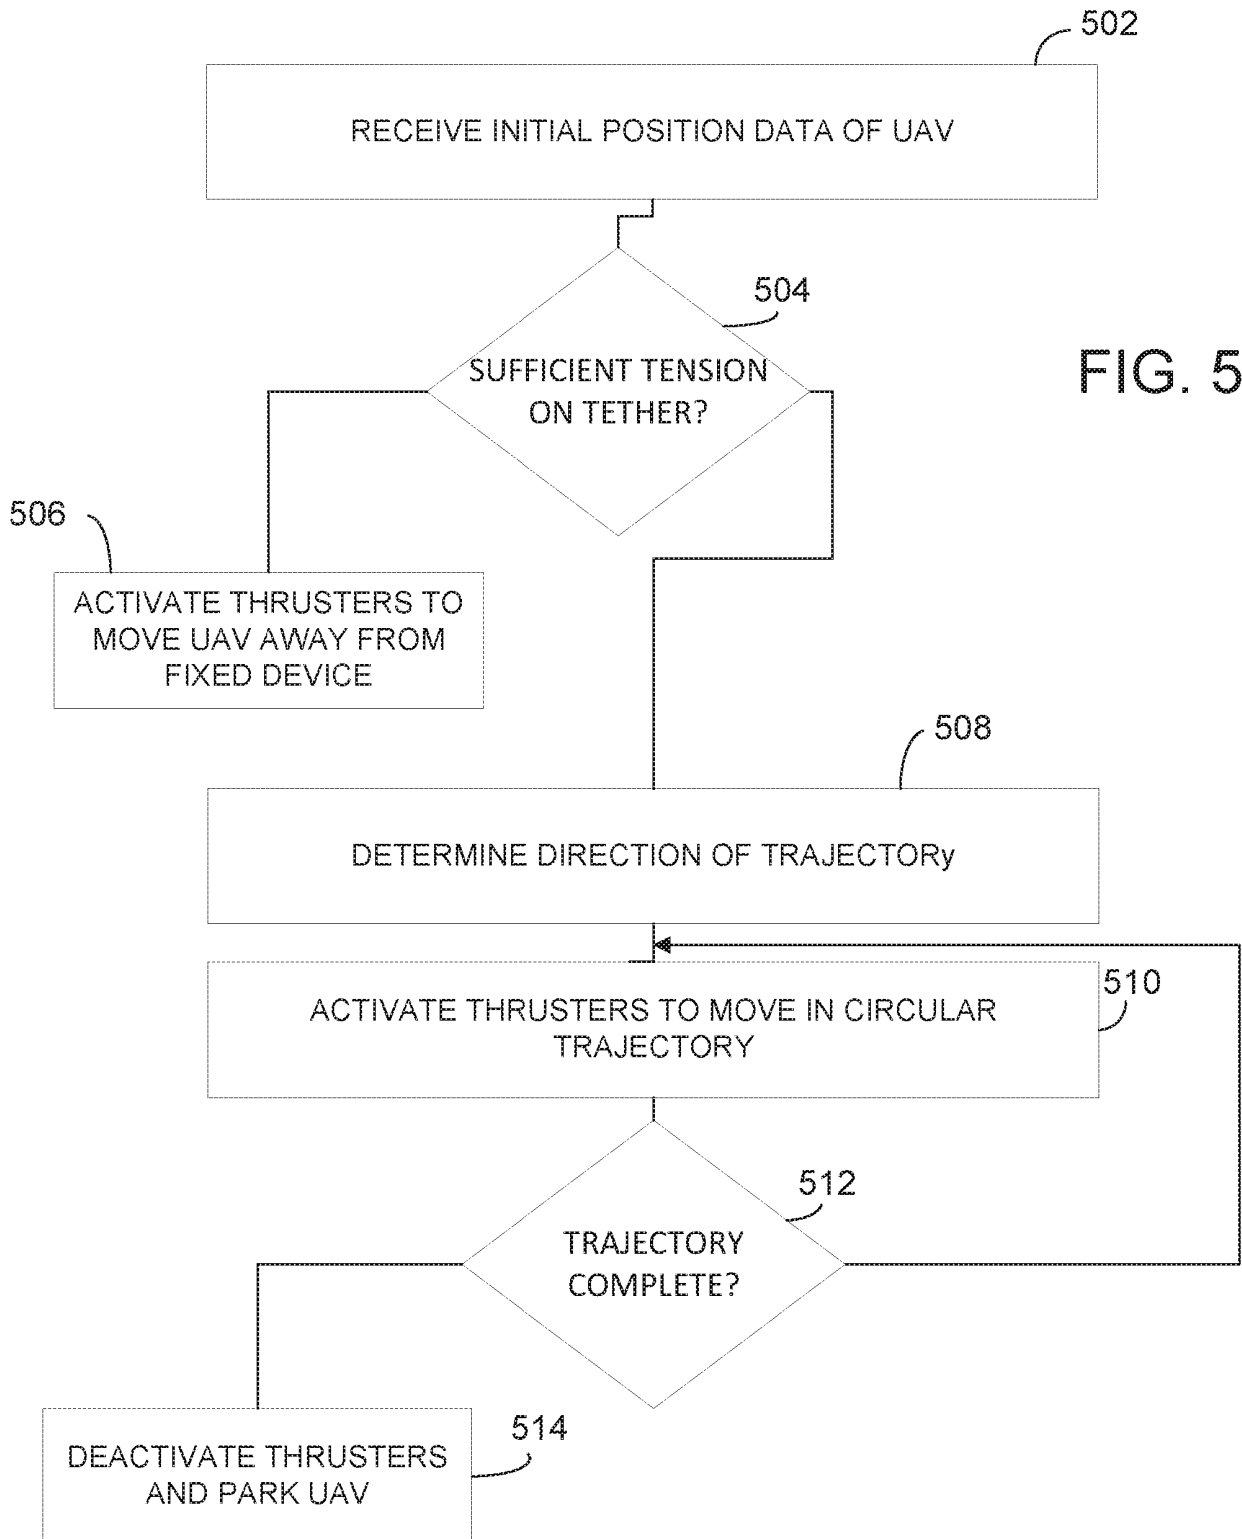 502
RECEIVE INITIAL POSITION DATA OF UAV
504
SUFFICIENT TENSION
ON TETHER?
FIG. 5
506
ACTIVATE THRUSTERS TO
MOVE UAV AWAY FROM
FIXED DEVICE
508
DETERMINE DIRECTION OF TRAJECTORy
510
ACTIVATE THRUSTERS TO MOVE IN CIRCULAR
TRAJECTORY
512
TRAJECTORY
COMPLETE?
514
DEACTIVATE THRUSTERS
AND PARK UAV